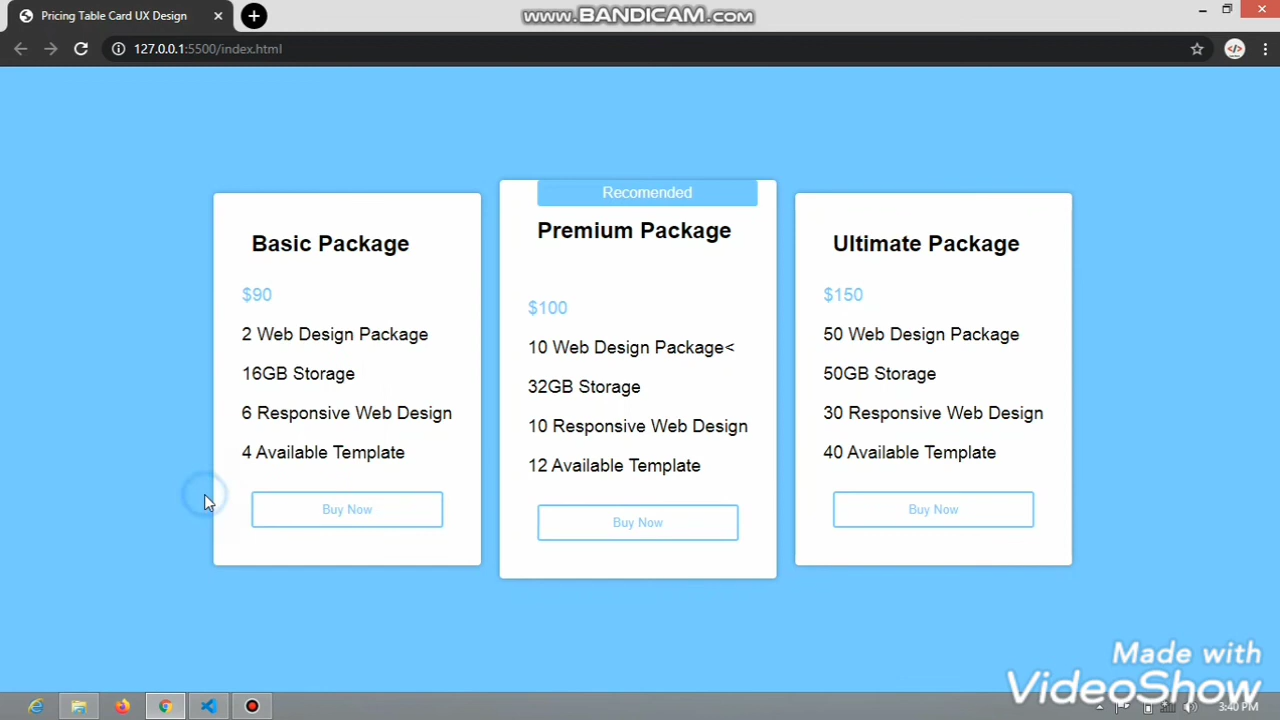 Pricing Table Card UX Design
WWW.BANDICAM.COM
127.0.0.1:5500/index.html
Basic Package
$90
2 Web Design Package
16GB Storage
6 Responsive Web Design
4 Available Template
Buy Now
Recomended
Premium Package
$100
10 Web Design Package<
32GB Storage
10 Responsive Web Design
12 Available Template
Buy Now
Ultimate Package
$150
50 Web Design Package
50GB Storage
30 Responsive Web Design
40 Available Template
Buy Now
Made with
VideoShow
3:40 PM